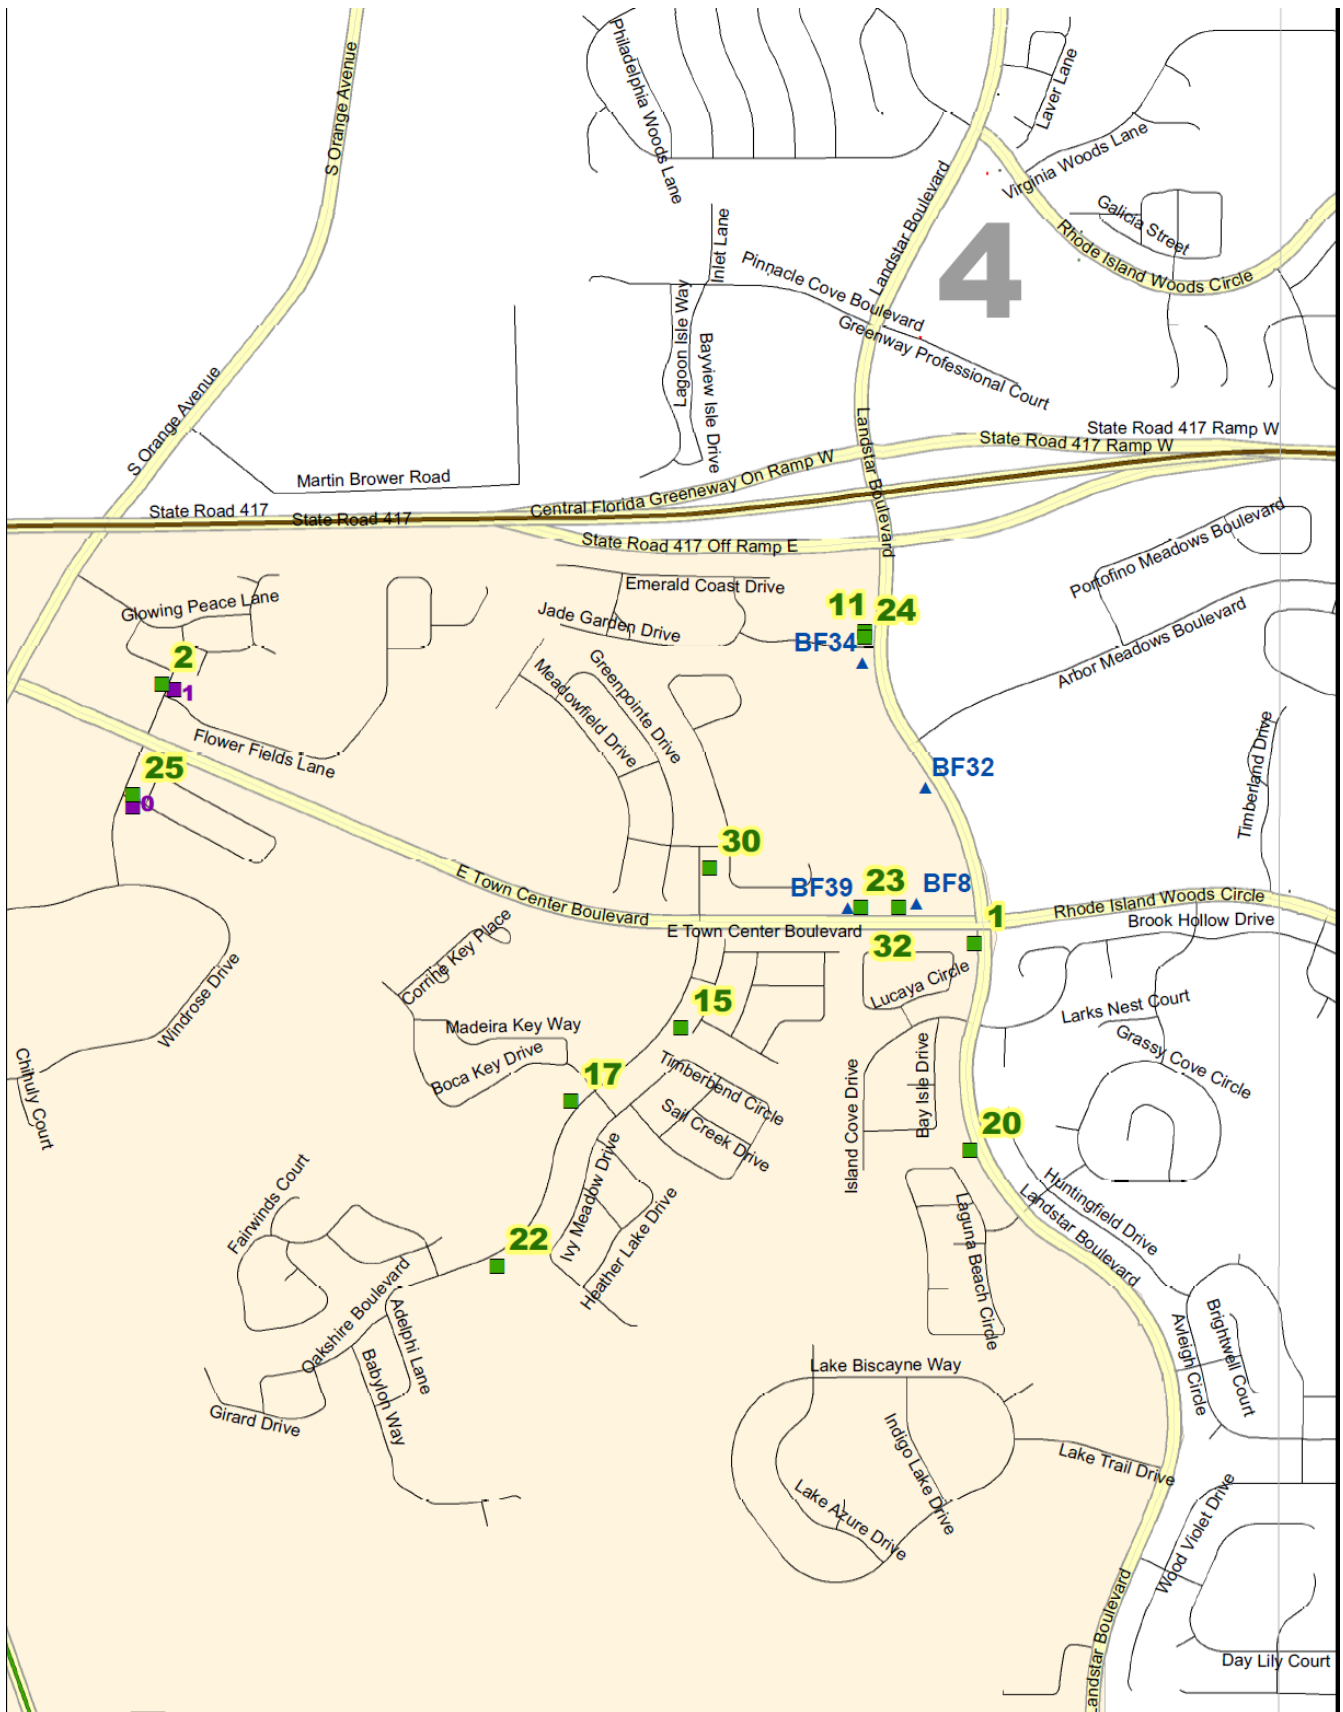 S Orange Avenue
Philadelphia Woods Lane
Laver Lane
Virginia Woods Lane
Galicia Street
Rhode Island Woods Circle
Landstar Boulevard
4
Inlet Lane
Pinnacle Cove Boulevard
Greenway Professional Court
Lagoon Isle Way
Bayview Isle Drive
S Orange Avenue
Landstar Boulevard
State Road 417 Ramp W
State Road 417 Ramp W
Martin Brower Road
Central Florida Greeneway On Ramp W
State Road 417
State Road 417
State Road 417 Off Ramp E
Portofino Meadows Boulevard
Glowing Peace Lane
Emerald Coast Drive
Jade Garden Drive
11
24
BF34
Arbor Meadows Boulevard
2
1
Greenpointe Drive
Meadowfield Drive
Flower Fields Lane
25
0
BF32
Timberland Drive
30
BF39
23
BF8
E Town Center Boulevard
E Town Center Boulevard
1
Rhode Island Woods Circle
Brook Hollow Drive
32
Corrine Key Place
Lucaya Circle
Windrose Drive
15
Larks Nest Court
Madeira Key Way
Grassy Cove Circle
Boca Key Drive
Chihuly Court
17
Timberbend Circle
Sail Creek Drive
Island Cove Drive
Bay Isle Drive
20
Ivy Meadow Drive
Heather Lake Drive
Huntingfield Drive
Landstar Boulevard
Laguna Beach Circle
Fairwinds Court
22
Oakshire Boulevard
Adelphi Lane
Babylon Way
Girard Drive
Avleigh Circle
Brightwell Court
Lake Biscayne Way
Indigo Lake Drive
Lake Trail Drive
Lake Azure Drive
Wood Violet Drive
Landstar Boulevard
Day Lily Court